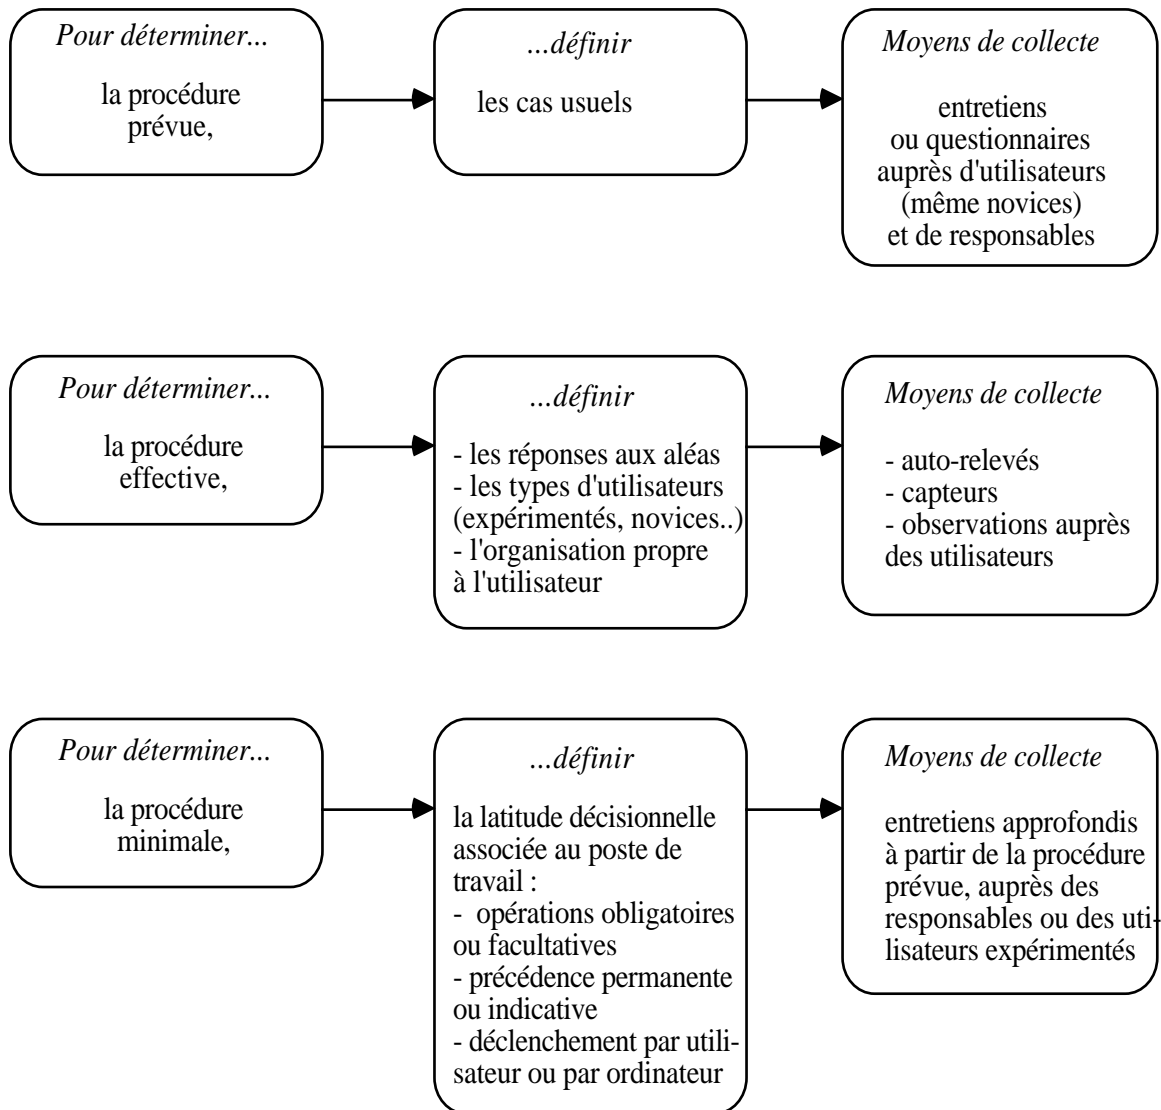 Pour déterminer...
la procédure
prévue,
...définir
les cas usuels
Moyens de collecte
entretiens
ou questionnaires
auprès d'utilisateurs
(même novices)
et de responsables
Pour déterminer...
la procédure
effective,
...définir
- les réponses aux aléas
- les types d'utilisateurs
(expérimentés, novices..)
- l'organisation propre
à l'utilisateur
Moyens de collecte
- auto-relevés
- capteurs
- observations auprès
des utilisateurs
Pour déterminer...
la procédure
minimale,
...définir
la latitude décisionnelle
associée au poste de
travail :
- opérations obligatoires
ou facultatives
- précédence permanente
ou indicative
- déclenchement par utili-
sateur ou par ordinateur
Moyens de collecte
entretiens approfondis
à partir de la procédure
prévue, auprès des
responsables ou des uti-
lisateurs expérimentés